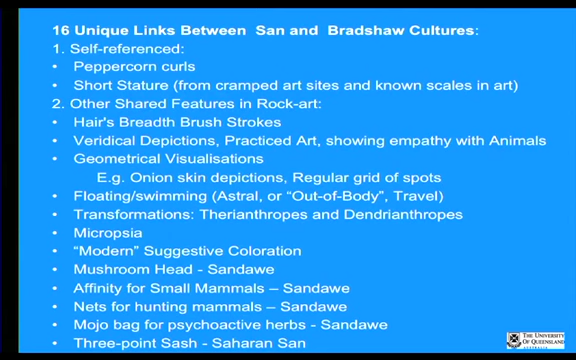 16 Unique Links Between San and Bradshaw Cultures:
1. Self-referenced:
• Peppercorn curls
• Short Stature (from cramped art sites and known scales in art)
2. Other Shared Features in Rock-art:
• Hair's Breadth Brush Strokes
• Veridical Depictions, Practiced Art, showing empathy with Animals
• Geometrical Visualisations
E.g. Onion skin depictions, Regular grid of spots
• Floating/swimming (Astral, or “Out-of-Body”, Travel)
• Transformations: Therianthropes and Dendrianthropes
• Micropsia
• “Modern” Suggestive Coloration
• Mushroom Head - Sandawe
• Affinity for Small Mammals – Sandawe
• Nets for hunting mammals – Sandawe
• Mojo bag for psychoactive herbs - Sandawe
• Three-point Sash - Saharan San
THE UNIVERSITY
OF QUEENSLAND
AUSTRALIA